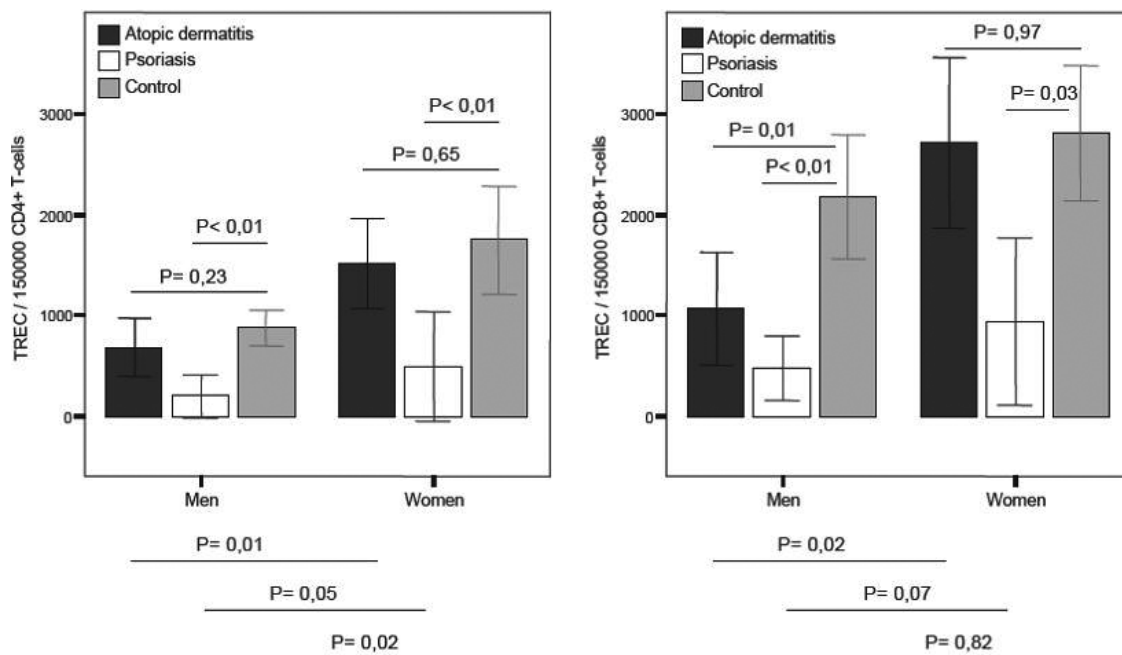 Atopic dermatitis
Psoriasis
Control
P< 0,01
P= 0,65
P< 0,01
P= 0,23
3000
2000
1000
0
TREC / 150000 CD4+ T-cells
Men
Women
P= 0,01
P= 0,05
P= 0,02
Atopic dermatitis
Psoriasis
Control
P= 0,97
P= 0,03
P= 0,01
P< 0,01
3000
2000
1000
0
TREC / 150000 CD8+ T-cells
Men
Women
P= 0,02
P= 0,07
P= 0,82